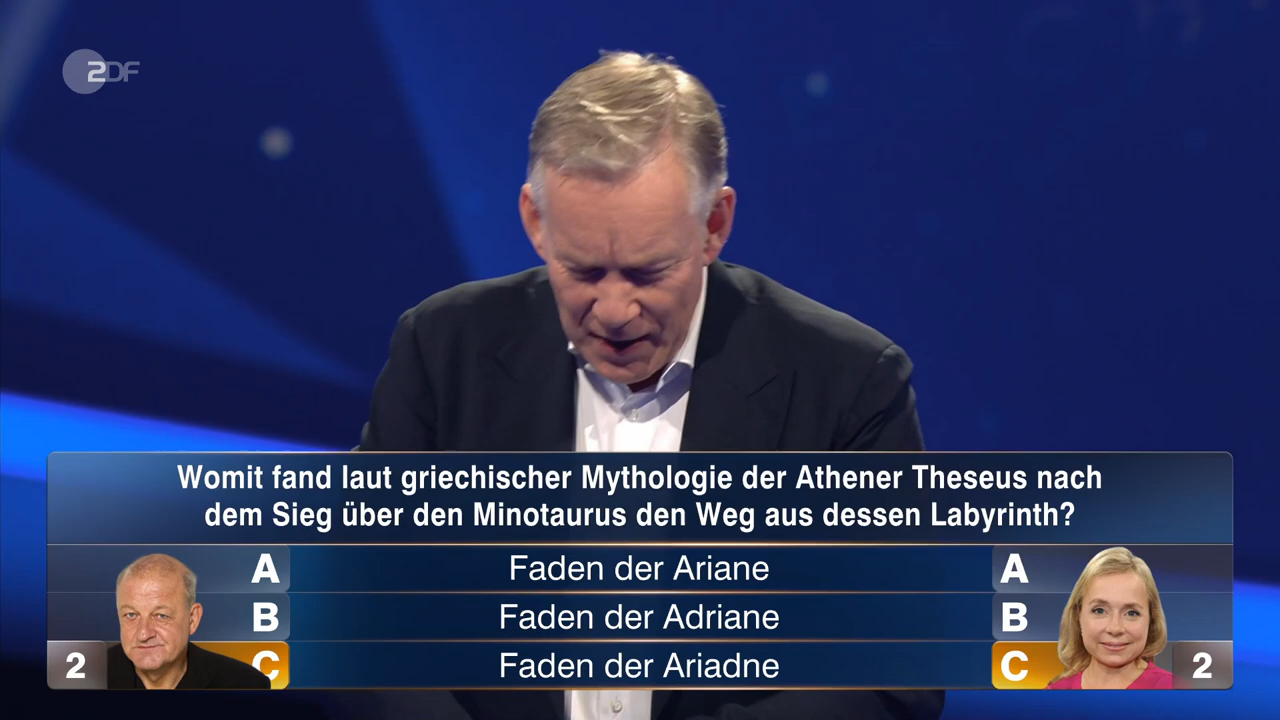 ZDF
Womit fand laut griechischer Mythologie der Athener Theseus nach
dem Sieg über den Minotaurus den Weg aus dessen Labyrinth?
A Faden der Ariane A
B Faden der Adriane B
2 C Faden der Ariadne C 2